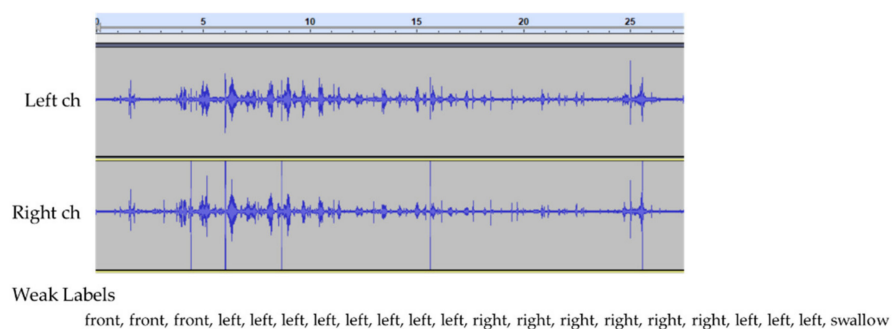 0. 5 10 15 20 25
Left ch
Right ch
Weak Labels
front, front, front, left, left, left, left, left, left, left, left, right, right, right, right, right, right, left, left, left, swallow